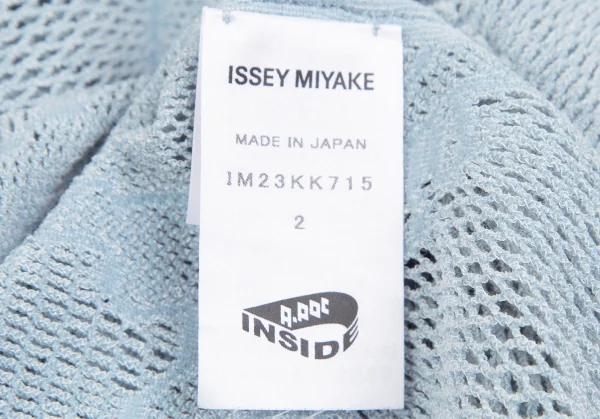 ISSEY MIYAKE
MADE IN JAPAN
IM23KK715
2
A.POC
INSIDE